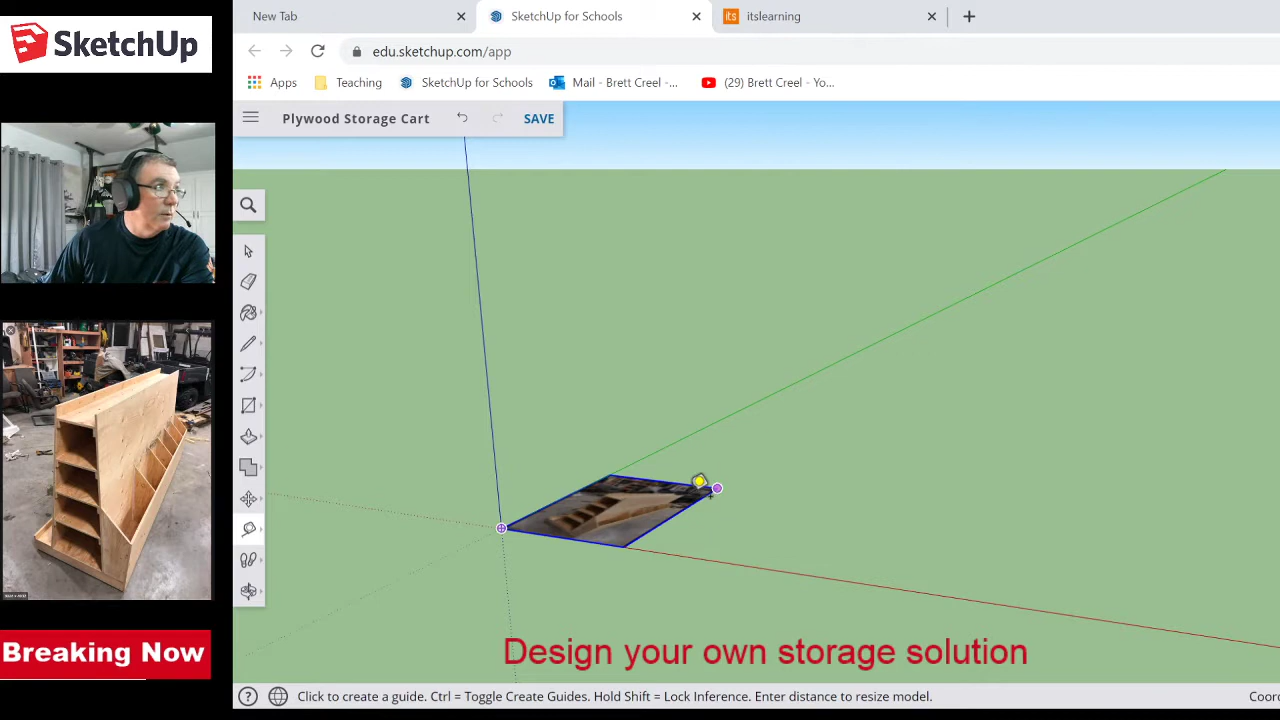 SketchUp
New Tab
SketchUp for Schools
its itslearning
edu.sketchup.com/app
Apps
Teaching
SketchUp for Schools
Mail - Brett Creel -...
(29) Brett Creel - Yo...
Plywood Storage Cart
SAVE
Breaking Now
Design your own storage solution
Click to create a guide. Ctrl = Toggle Create Guides. Hold Shift = Lock Inference. Enter distance to resize model.
Coord